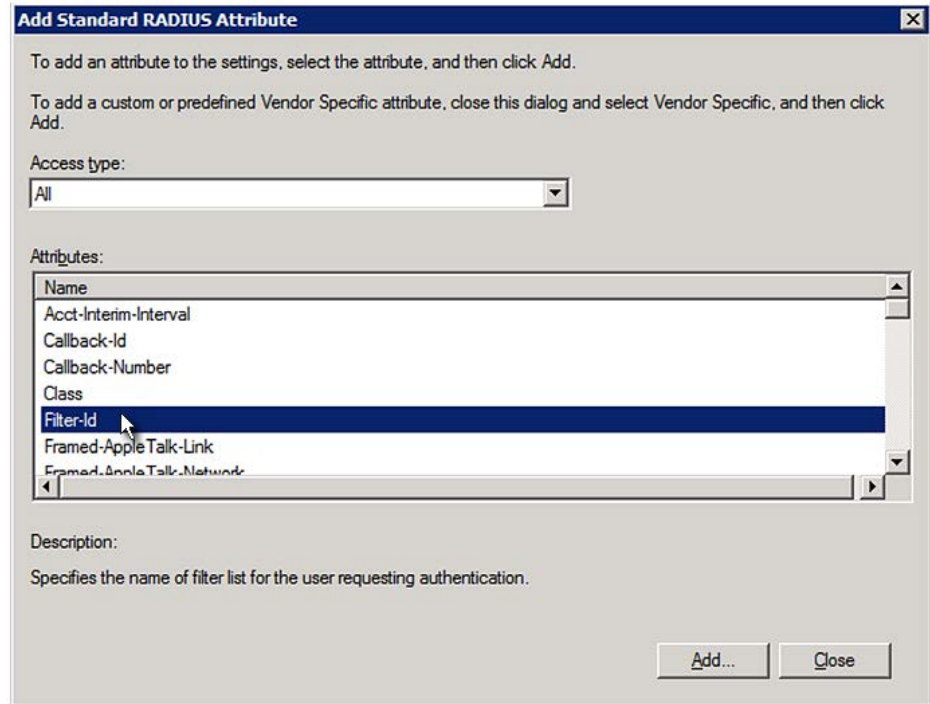 Add Standard RADIUS Attribute
To add an attribute to the settings, select the attribute, and then click Add.
To add a custom or predefined Vendor Specific attribute, close this dialog and select Vendor Specific, and then click
Add.
Access type:
All
Attributes:
Name
Acct-Interim-Interval
Callback-Id
Callback-Number
Class
Filter-Id
Framed-AppleTalk-Link
Framed-AppleTalk-Network
Description:
Specifies the name of filter list for the user requesting authentication.
Add... Close